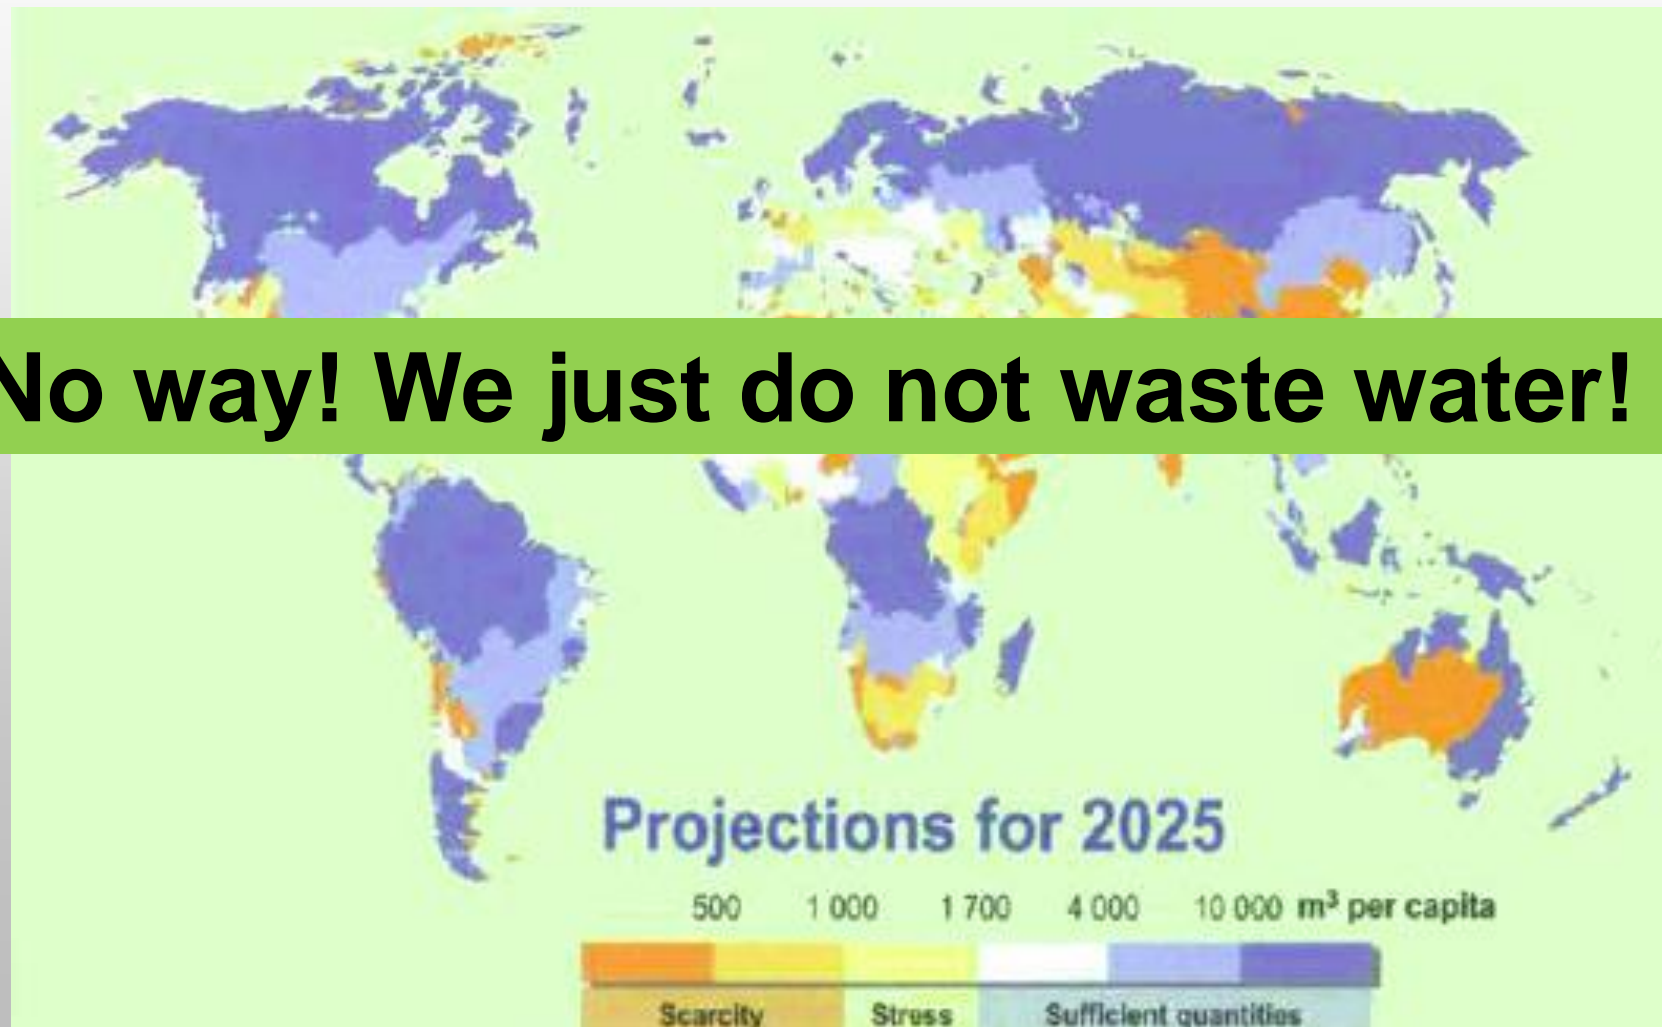 No way! We just do not waste water!
Projections for 2025
500 1 000 1 700 4 000 10 000 m³ per capita
Scarcity Stress Sufficient quantities